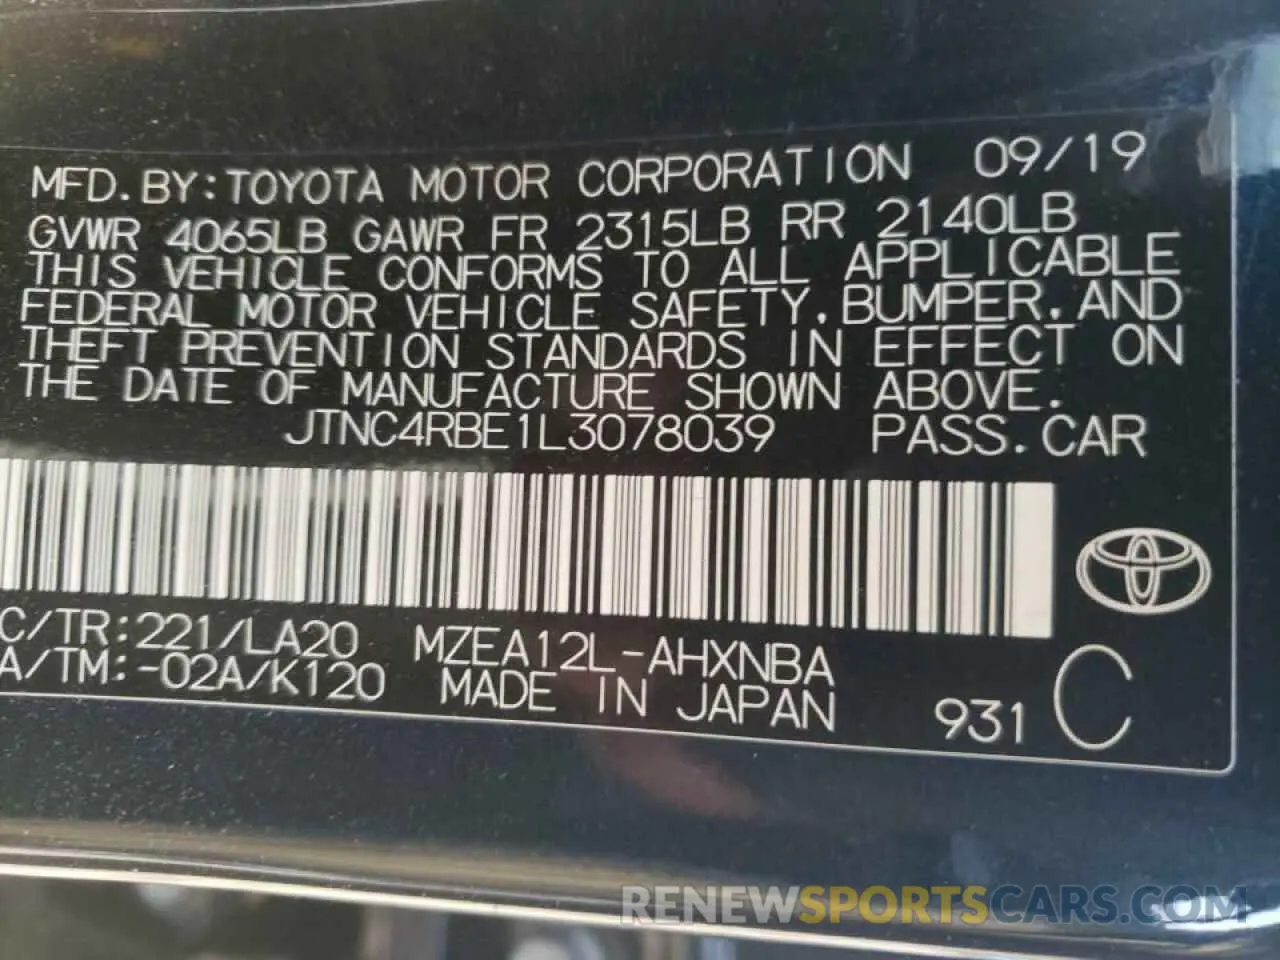 MFD. BY: TOYOTA MOTOR CORPORATION 09/19
GVWR 4065LB GAWR FR 2315LB RR 2140LB
THIS VEHICLE CONFORMS TO ALL APPLICABLE
FEDERAL MOTOR VEHICLE SAFETY, BUMPER, AND
THEFT PREVENTION STANDARDS IN EFFECT ON
THE DATE OF MANUFACTURE SHOWN ABOVE.
JTNC4RBE1L3078039 PASS. CAR
C/TR: 221/LA20 MZEA12L-AHXNBA
A/TM: -02A/K120 MADE IN JAPAN 931 C
RENEWSPORTSCARS.COM